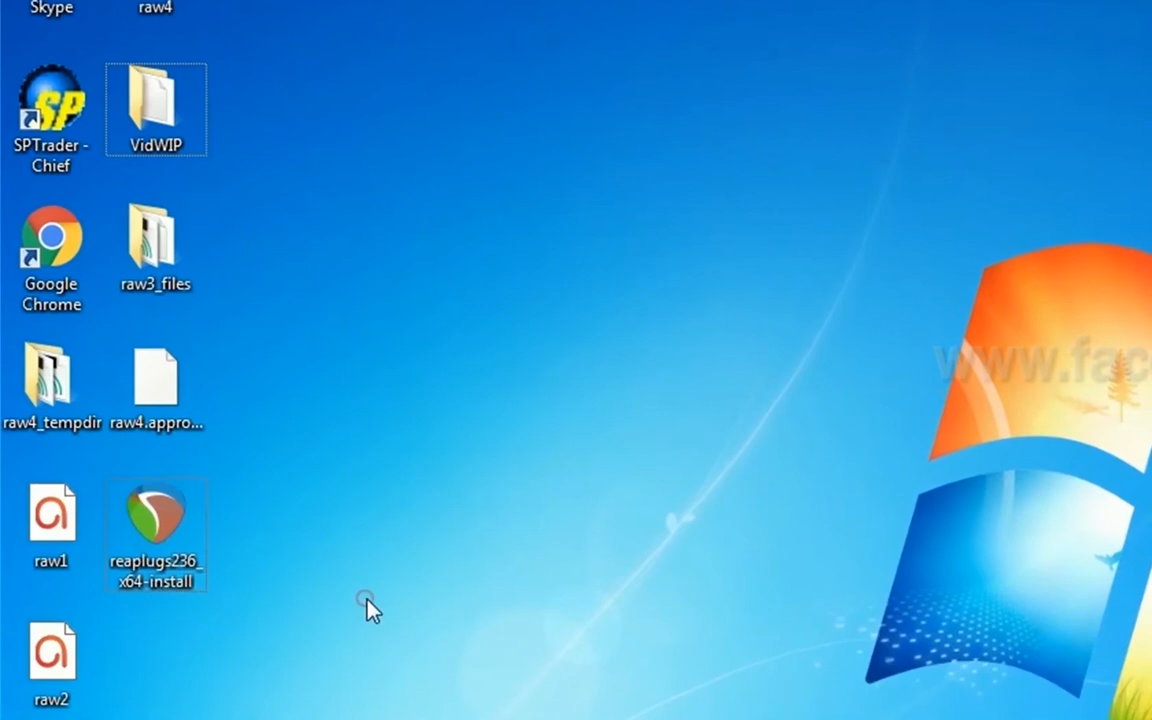 Skype
raw4
SP
SPTrader -
Chief
VidWIP
Google
Chrome
raw3_files
raw4_tempdir
raw4.appro...
www.fac
raw1
reaplugs236_
x64-install
raw2